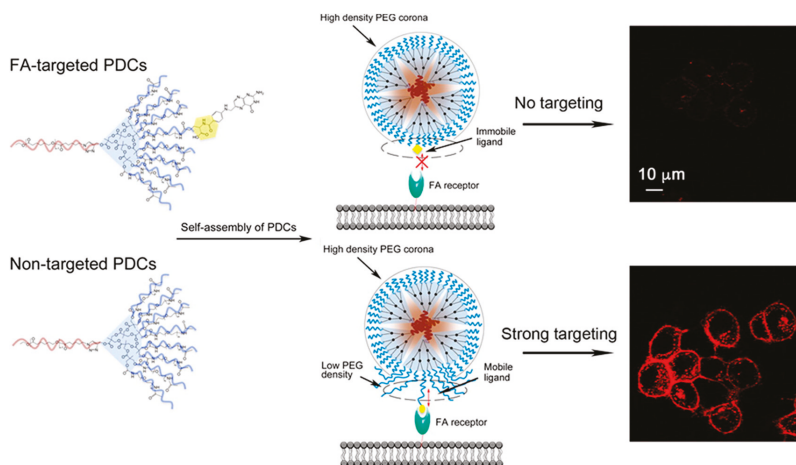 FA-targeted PDCs
Non-targeted PDCs
Self-assembly of PDCs
High density PEG corona
Immobile
ligand
FA receptor
No targeting
10 μm
High density PEG corona
Low PEG
density
Mobile
ligand
FA receptor
Strong targeting